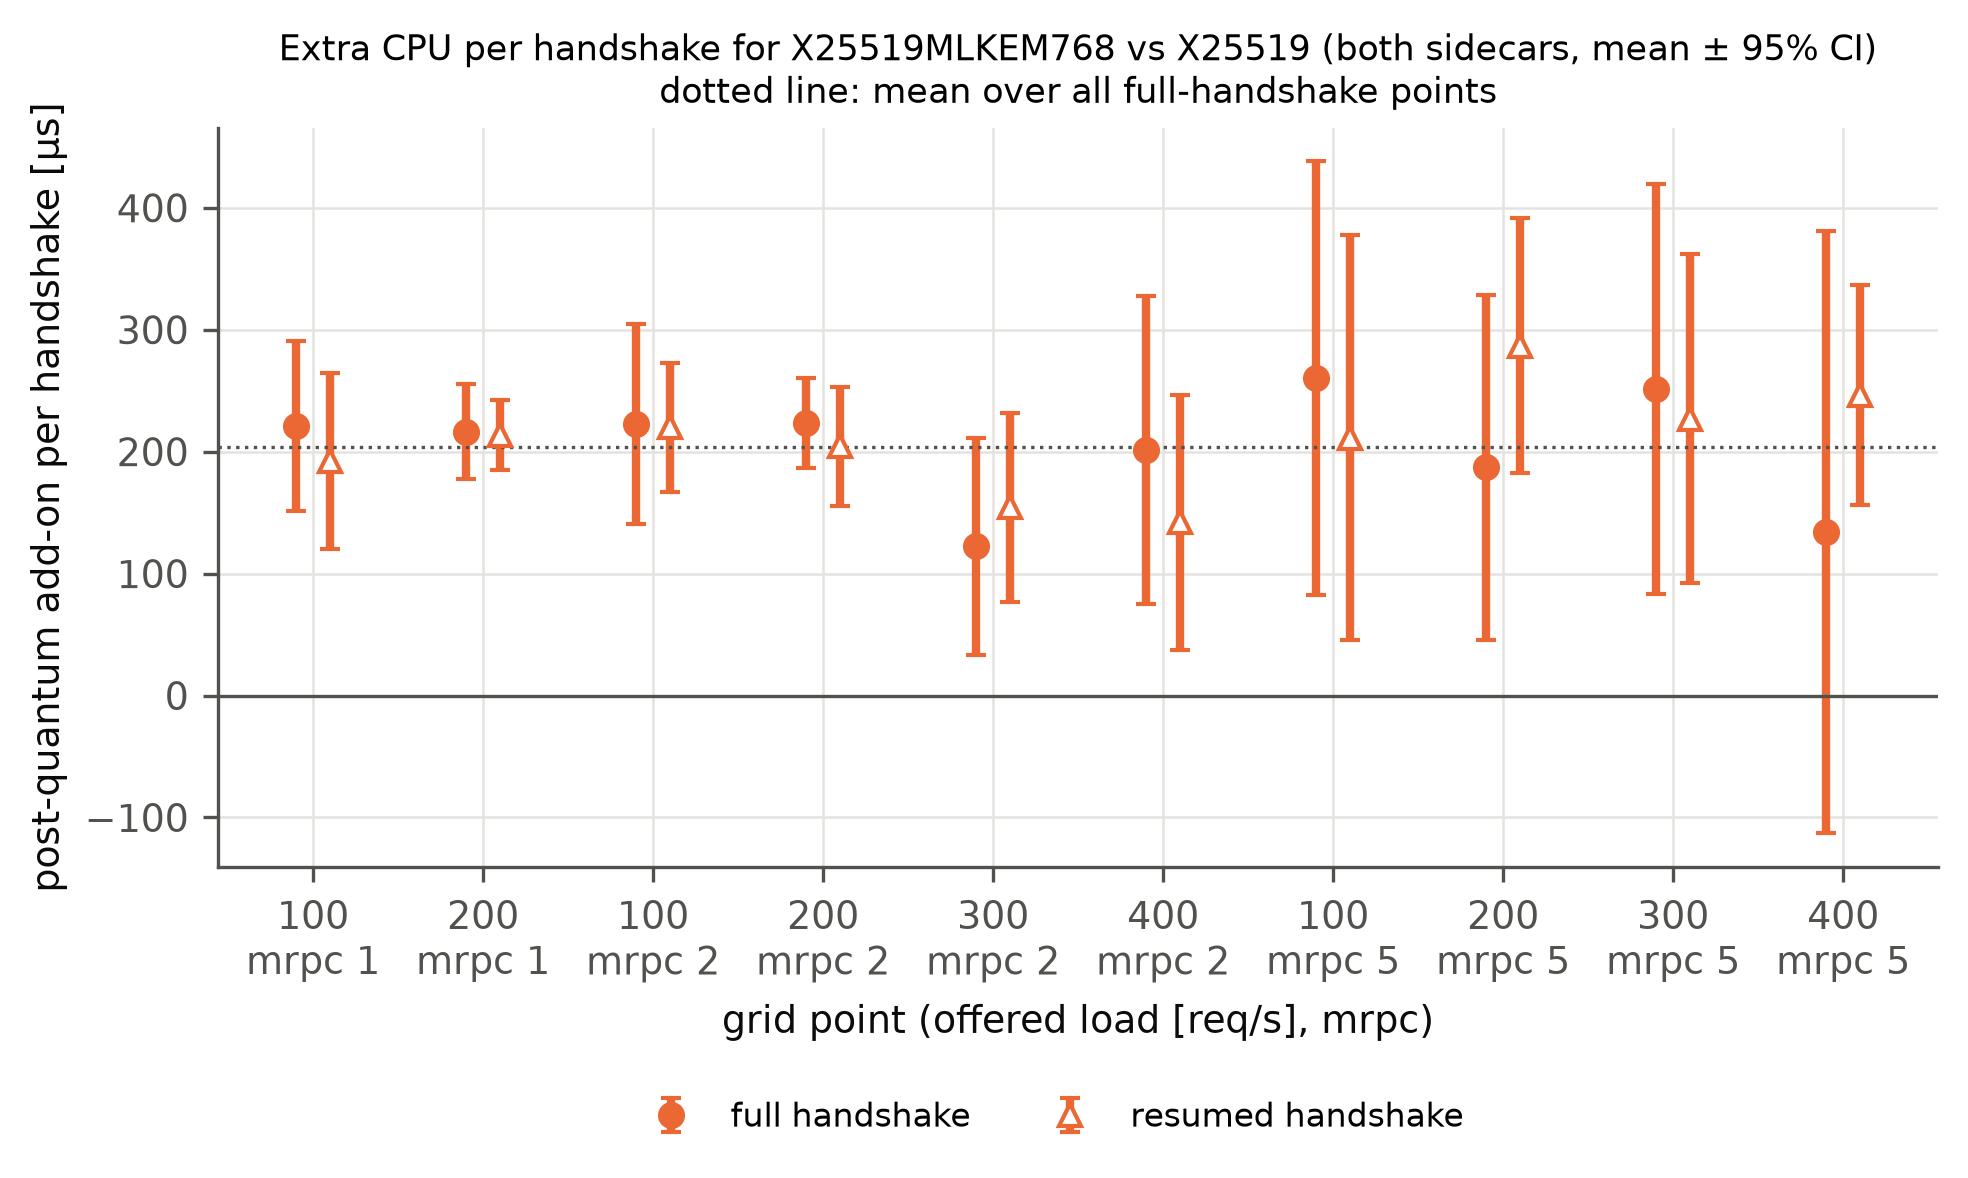 Extra CPU per handshake for X25519MLKEM768 vs X25519 (both sidecars, mean ± 95% CI)
dotted line: mean over all full-handshake points
post-quantum add-on per handshake [µs]
400
300
200
100
0
−100
100 200 100 200 300 400 100 200 300 400
mrpc 1 mrpc 1 mrpc 2 mrpc 2 mrpc 2 mrpc 2 mrpc 5 mrpc 5 mrpc 5 mrpc 5
grid point (offered load [req/s], mrpc)
full handshake resumed handshake